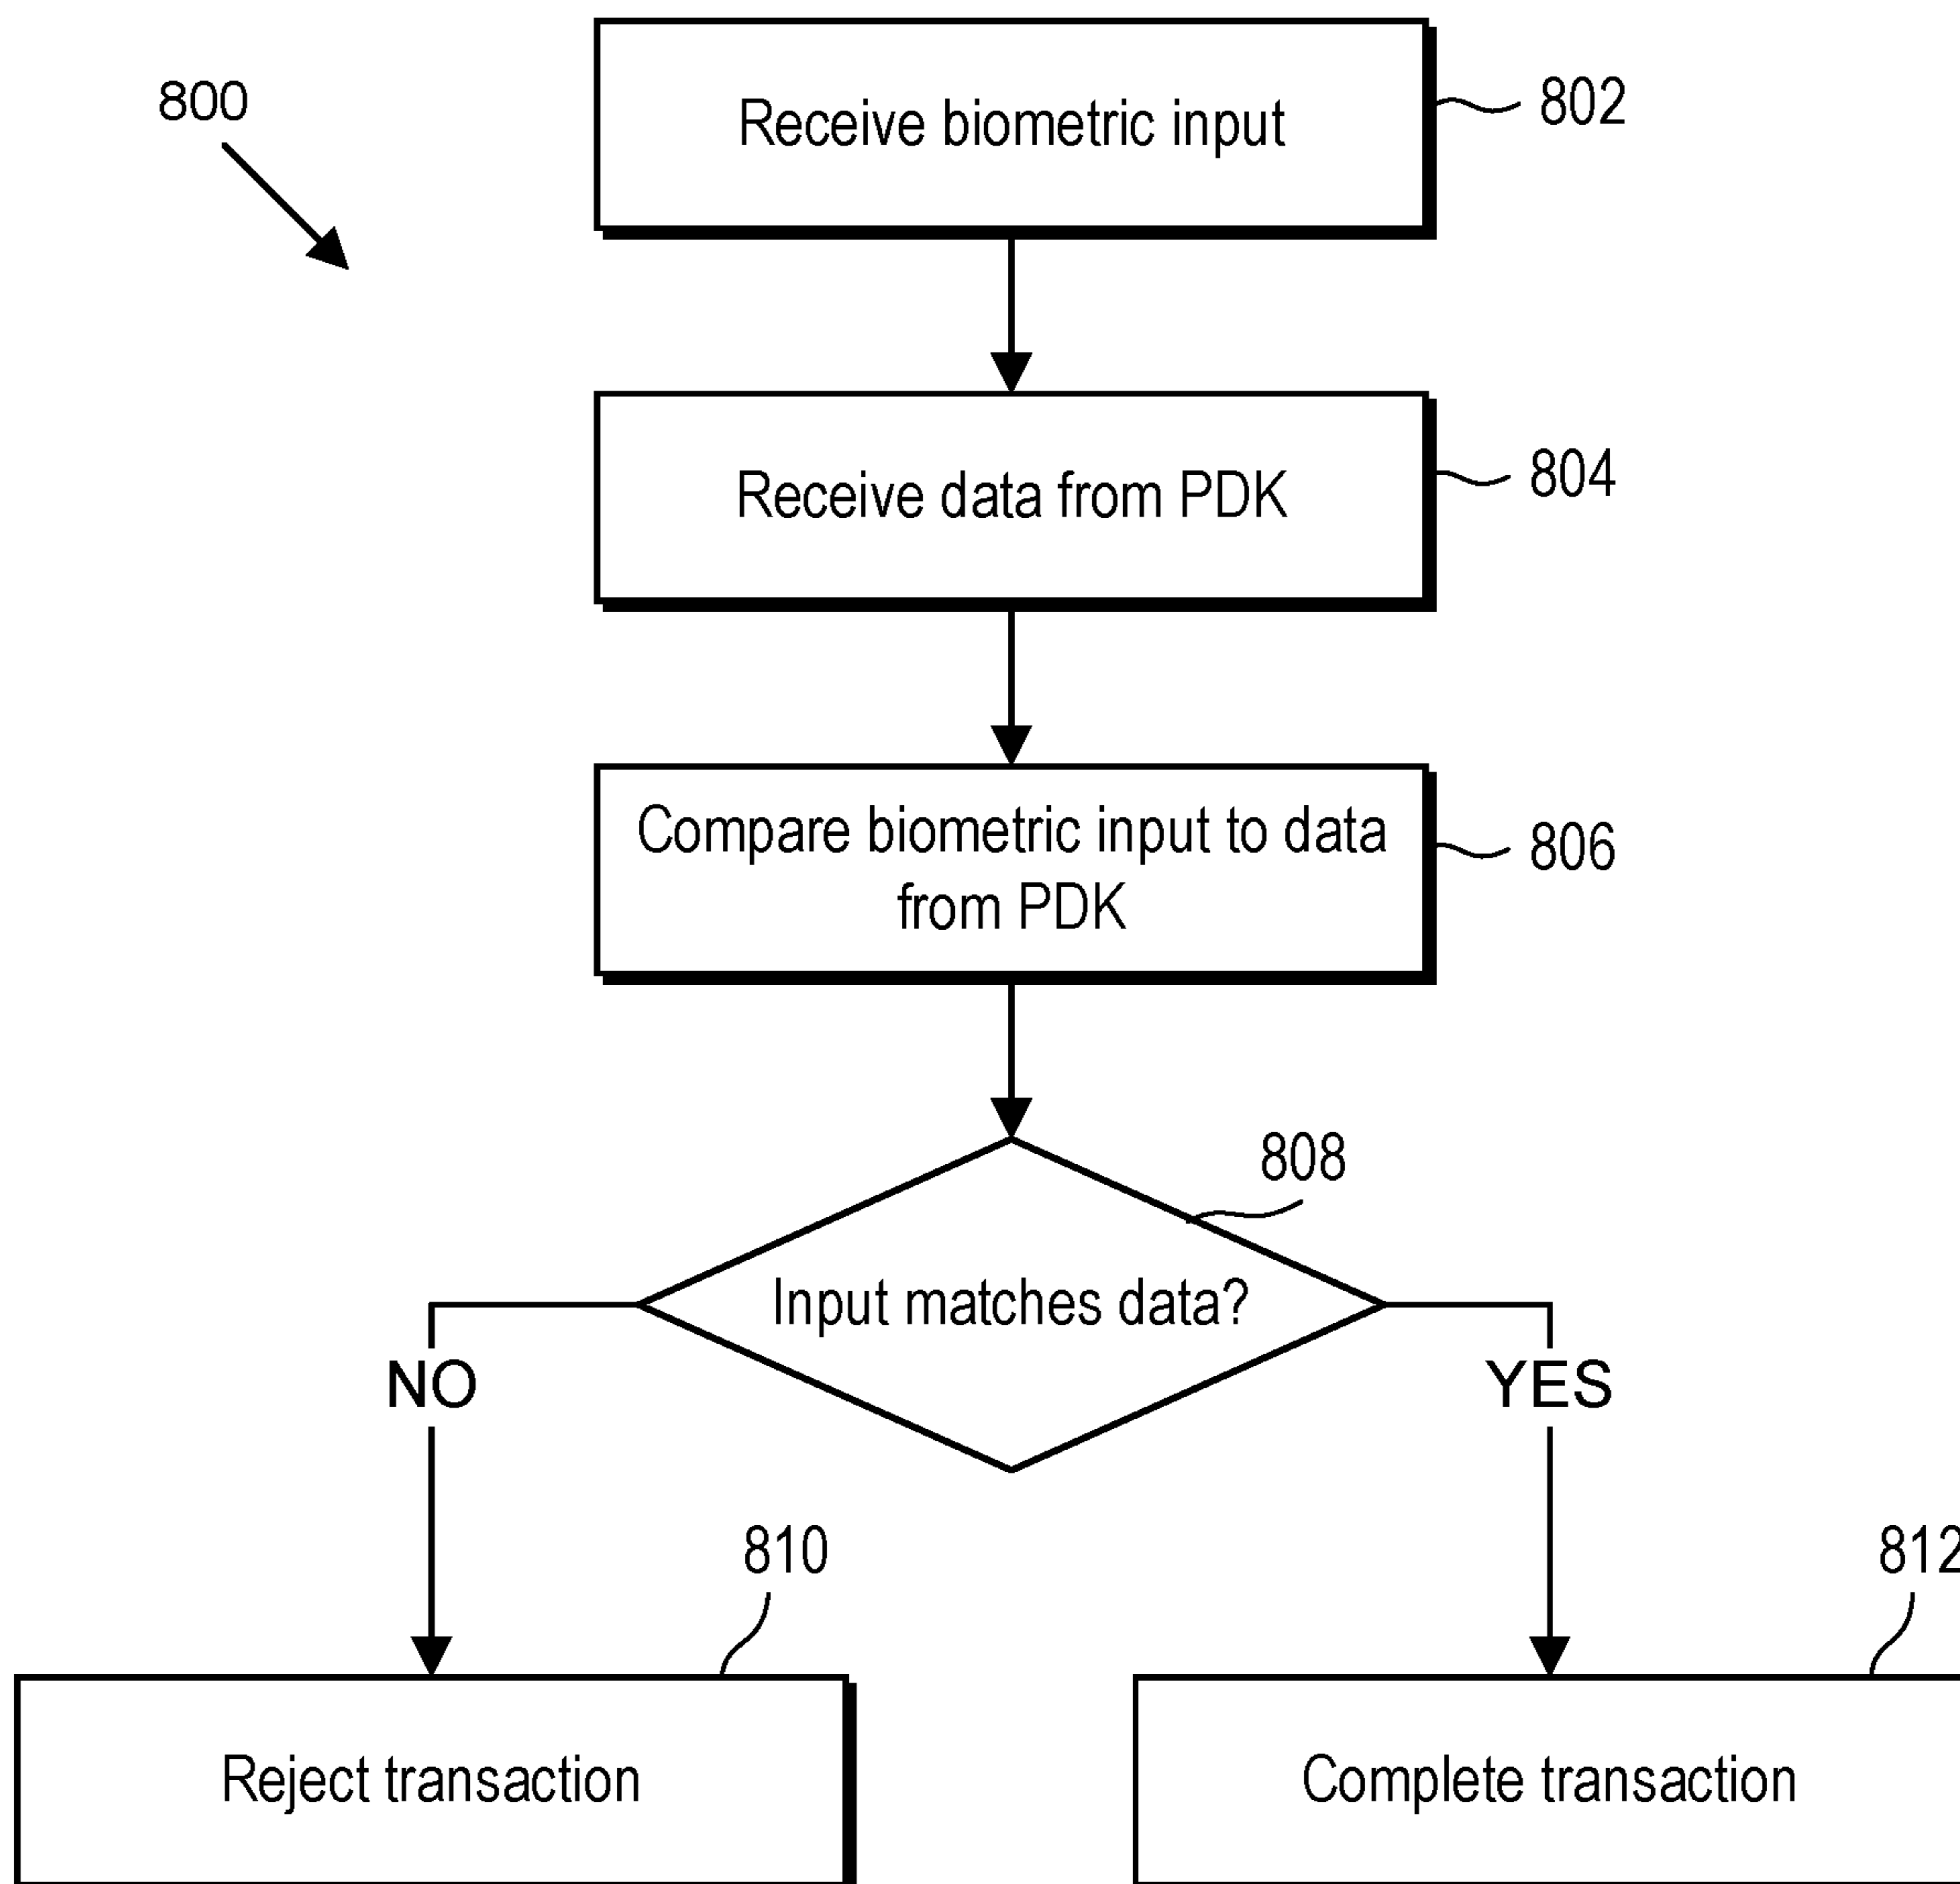 800
Receive biometric input
802
Receive data from PDK
804
Compare biometric input to data
from PDK
806
808
Input matches data?
NO
YES
810
812
Reject transaction
Complete transaction